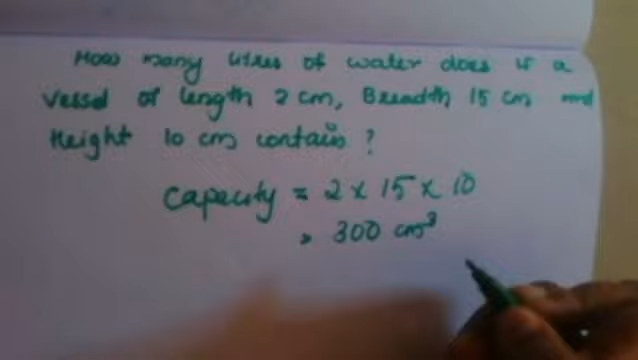 How many litres of water does if a
vessel of length 2 cm, Breadth 15 cm and
Height 10 cm contain ?
Capacity = 2 x 15 x 10
= 300 cm³